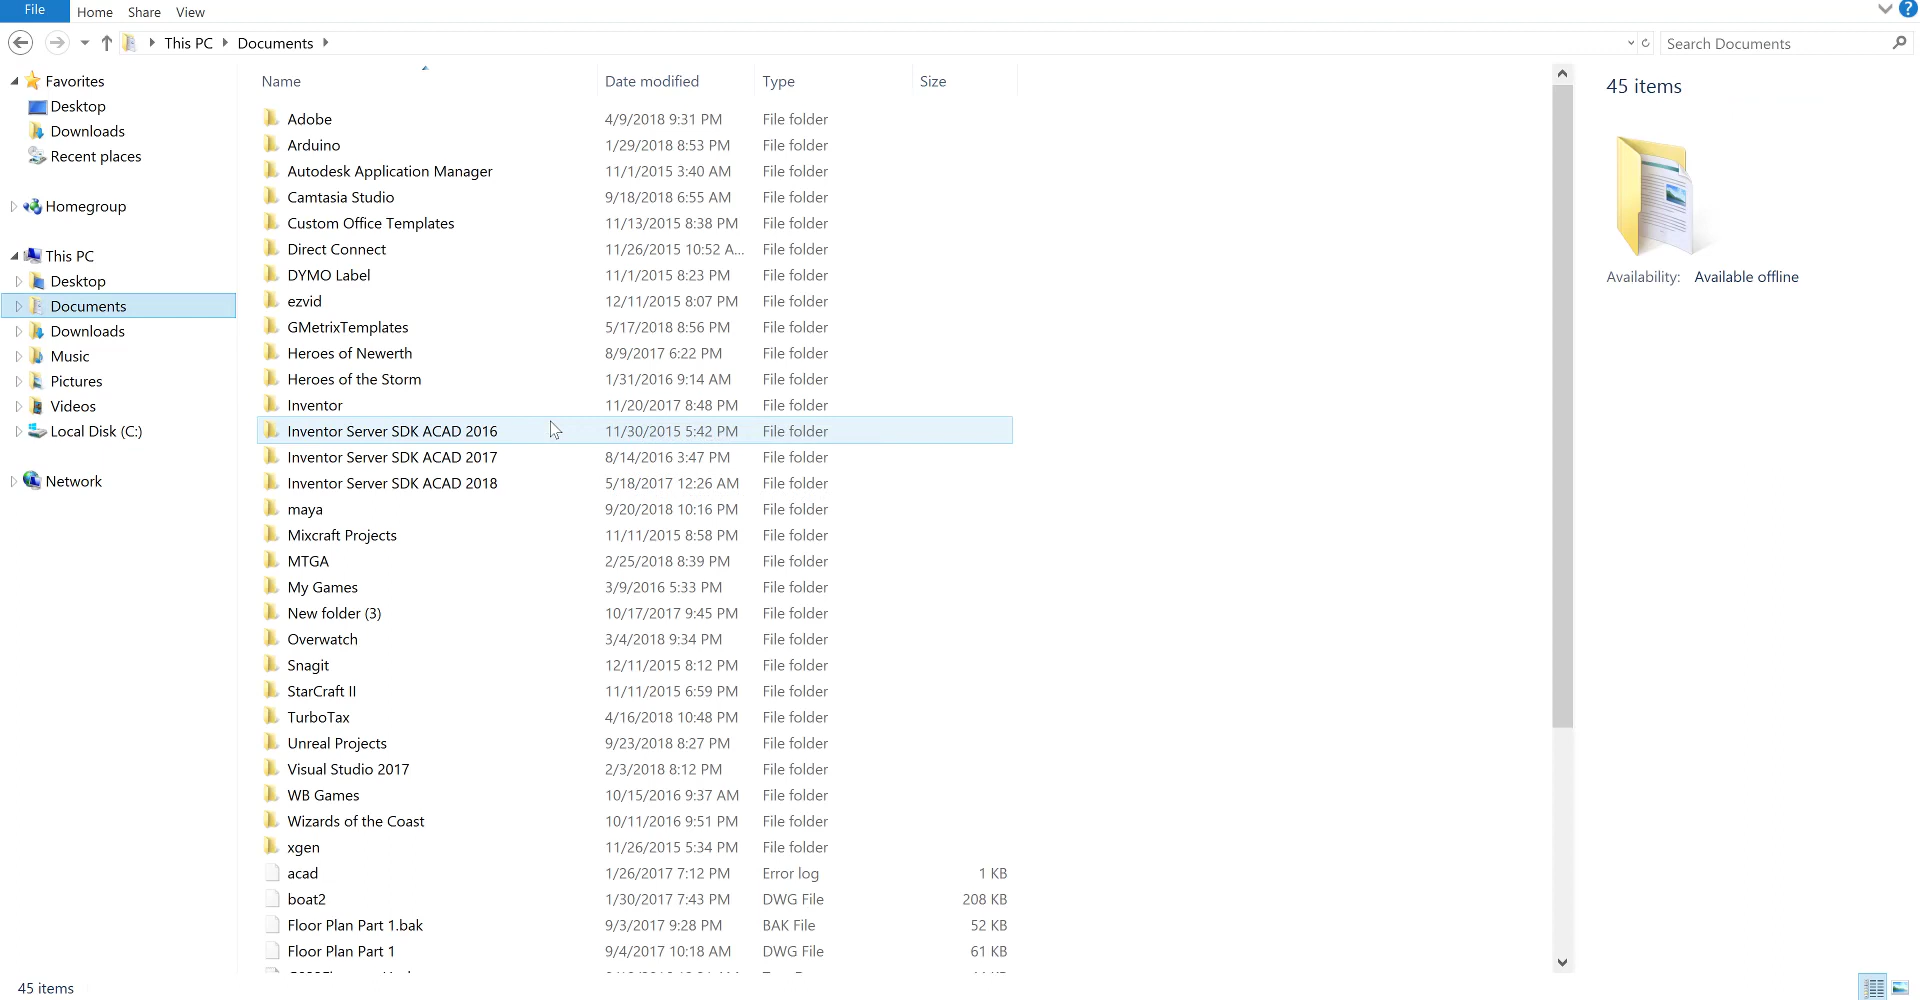 File Home Share View
This PC Documents Search Documents
Favorites
Desktop
Downloads
Recent places
Homegroup
This PC
Desktop
Documents
Downloads
Music
Pictures
Videos
Local Disk (C:)
Network
Name Date modified Type Size
Adobe 4/9/2018 9:31 PM File folder
Arduino 1/29/2018 8:53 PM File folder
Autodesk Application Manager 11/1/2015 3:40 AM File folder
Camtasia Studio 9/18/2018 6:55 AM File folder
Custom Office Templates 11/13/2015 8:38 PM File folder
Direct Connect 11/26/2015 10:52 A... File folder
DYMO Label 11/1/2015 8:23 PM File folder
ezvid 12/11/2015 8:07 PM File folder
GMetrixTemplates 5/17/2018 8:56 PM File folder
Heroes of Newerth 8/9/2017 6:22 PM File folder
Heroes of the Storm 1/31/2016 9:14 AM File folder
Inventor 11/20/2017 8:48 PM File folder
Inventor Server SDK ACAD 2016 11/30/2015 5:42 PM File folder
Inventor Server SDK ACAD 2017 8/14/2016 3:47 PM File folder
Inventor Server SDK ACAD 2018 5/18/2017 12:26 AM File folder
maya 9/20/2018 10:16 PM File folder
Mixcraft Projects 11/11/2015 8:58 PM File folder
MTGA 2/25/2018 8:39 PM File folder
My Games 3/9/2016 5:33 PM File folder
New folder (3) 10/17/2017 9:45 PM File folder
Overwatch 3/4/2018 9:34 PM File folder
Snagit 12/11/2015 8:12 PM File folder
StarCraft II 11/11/2015 6:59 PM File folder
TurboTax 4/16/2018 10:48 PM File folder
Unreal Projects 9/23/2018 8:27 PM File folder
Visual Studio 2017 2/3/2018 8:12 PM File folder
WB Games 10/15/2016 9:37 AM File folder
Wizards of the Coast 10/11/2016 9:51 PM File folder
xgen 11/26/2015 5:34 PM File folder
acad 1/26/2017 7:12 PM Error log 1 KB
boat2 1/30/2017 7:43 PM DWG File 208 KB
Floor Plan Part 1.bak 9/3/2017 9:28 PM BAK File 52 KB
Floor Plan Part 1 9/4/2017 10:18 AM DWG File 61 KB
45 items
Availability: Available offline
45 items